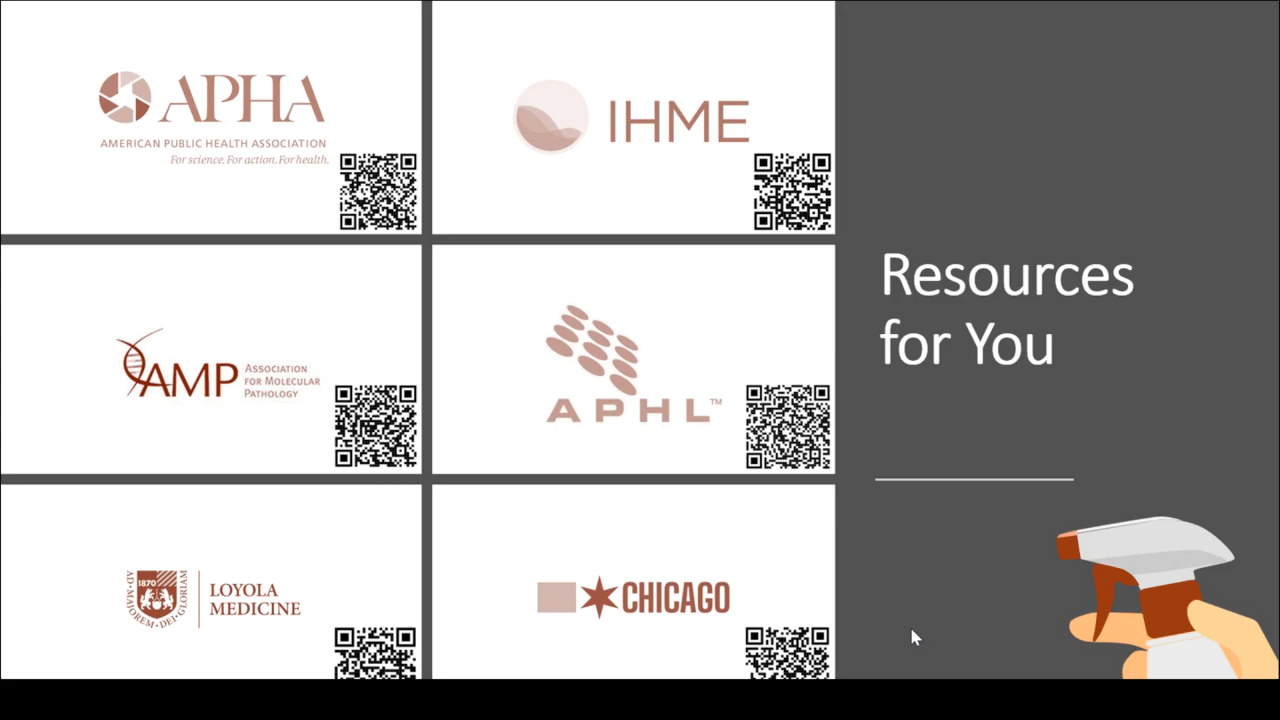 APHA
AMERICAN PUBLIC HEALTH ASSOCIATION
For science. For action. For health.
IHME
Resources
for You
AMP
ASSOCIATION
FOR MOLECULAR
PATHOLOGY
APHL™
1870
AD•MAIOREM•DEI•GLORIAM
LOYOLA
MEDICINE
CHICAGO